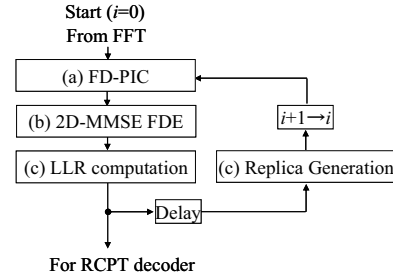 Start (i=0)
From FFT
(a) FD-PIC
(b) 2D-MMSE FDE
(c) LLR computation
(c) Replica Generation
i+1→i
Delay
For RCPT decoder